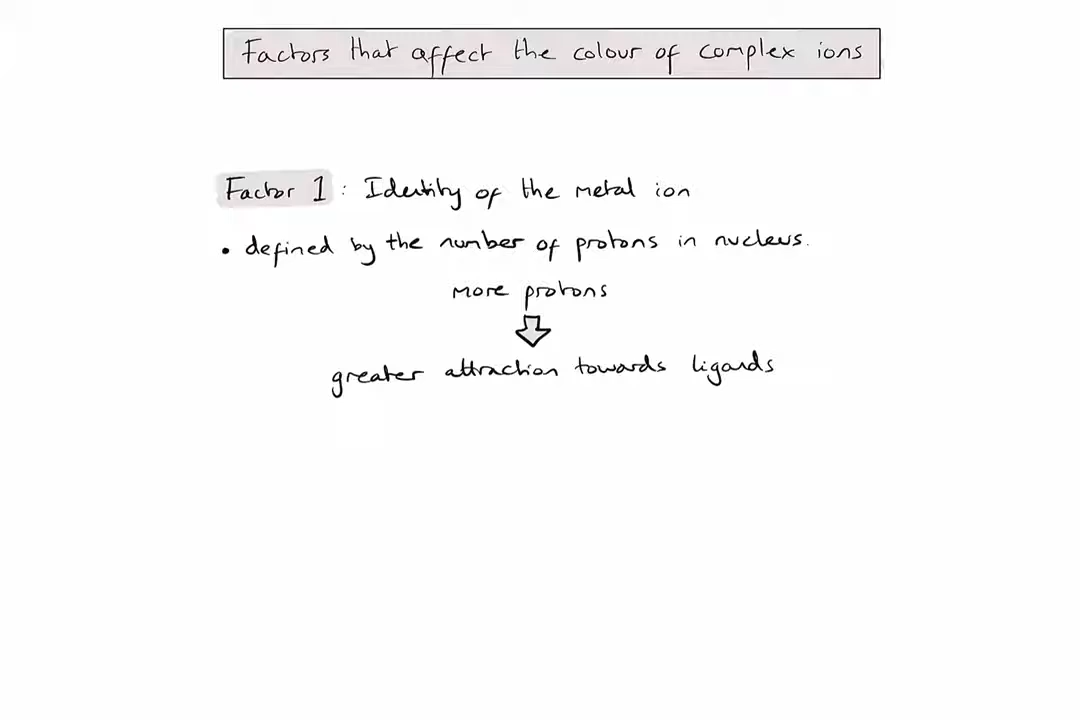 Factors that affect the colour of complex ions
Factor 1 : Identity of the metal ion
• defined by the number of protons in nucleus.
more protons
greater attraction towards ligands